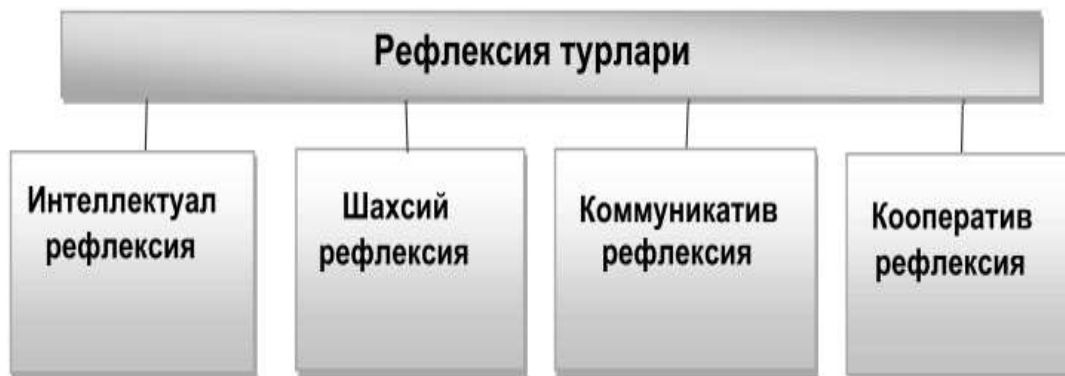 Рефлексия турлари
Интеллектуал
рефлексия
Шахсий
рефлексия
Коммуникатив
рефлексия
Кооператив
рефлексия